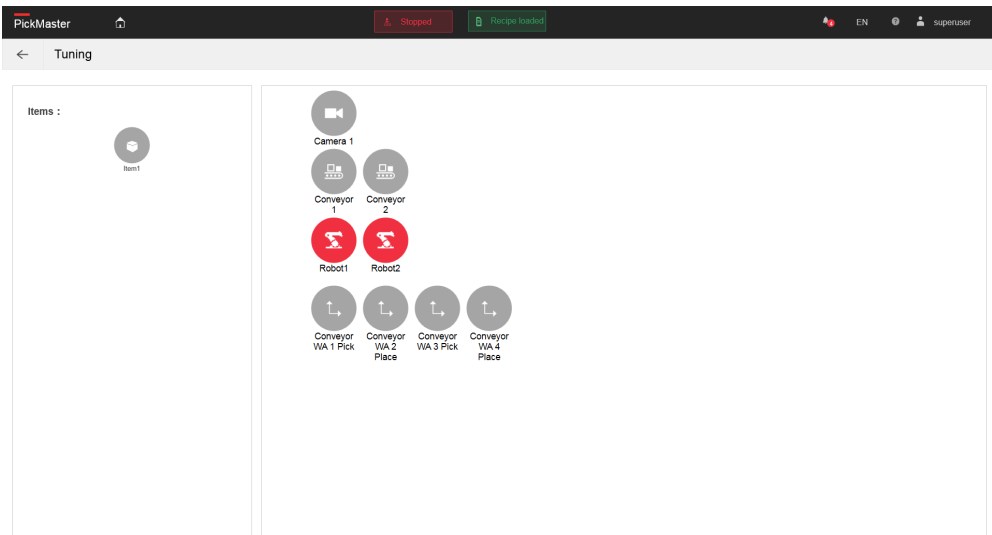 PickMaster
Stopped
Recipe loaded
4
EN
superuser
Tuning
Items :
Item1
Camera 1
Conveyor
1
Conveyor
2
Robot1
Robot2
Conveyor
WA 1 Pick
Conveyor
WA 2
Place
Conveyor
WA 3 Pick
Conveyor
WA 4
Place